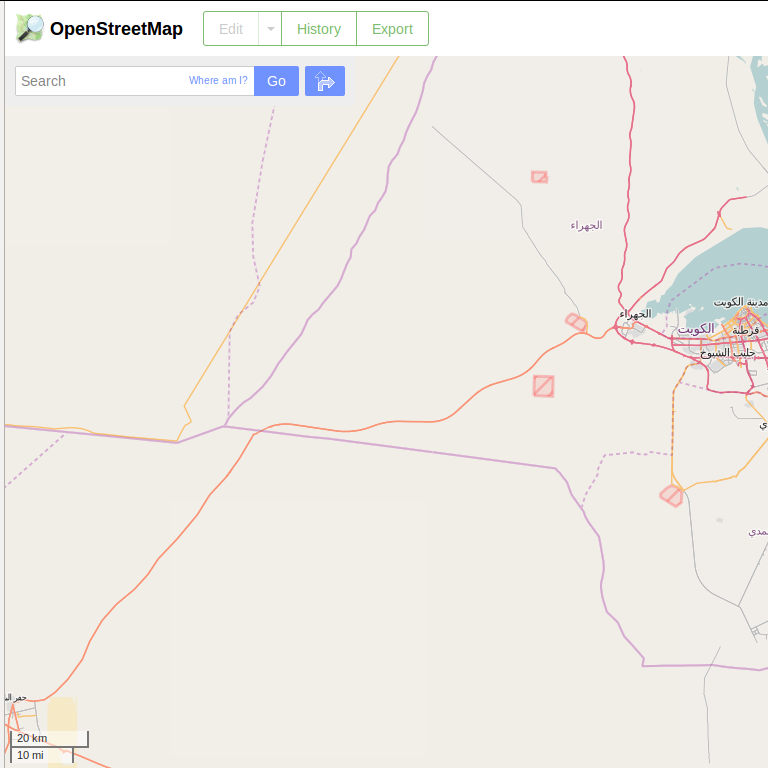 OpenStreetMap
Edit
History
Export
Search
Where am I?
Go
الجهراء
مدينة الكويت
الجهراء
الكويت
قرطبة
جليب الشيوخ
20 km
10 mi